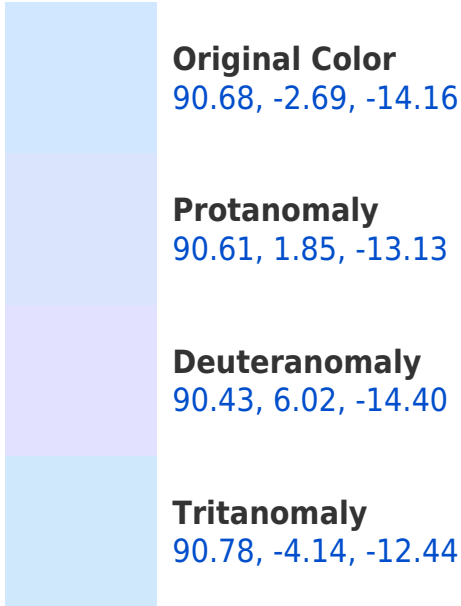 Original Color
90.68, -2.69, -14.16
Protanomaly
90.61, 1.85, -13.13
Deuteranomaly
90.43, 6.02, -14.40
Tritanomaly
90.78, -4.14, -12.44